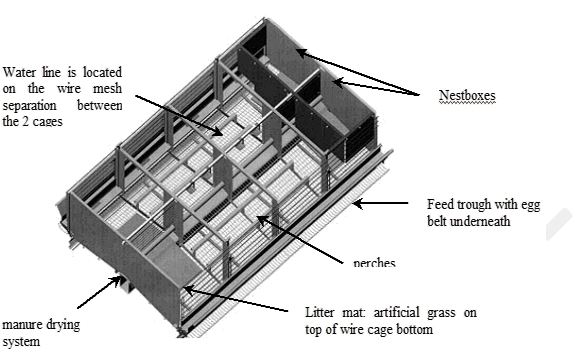 Water line is located
on the wire mesh
separation between
the 2 cages
Nestboxes
Feed trough with egg
belt underneath
perches
Litter mat: artificial grass on
top of wire cage bottom
manure drying
system